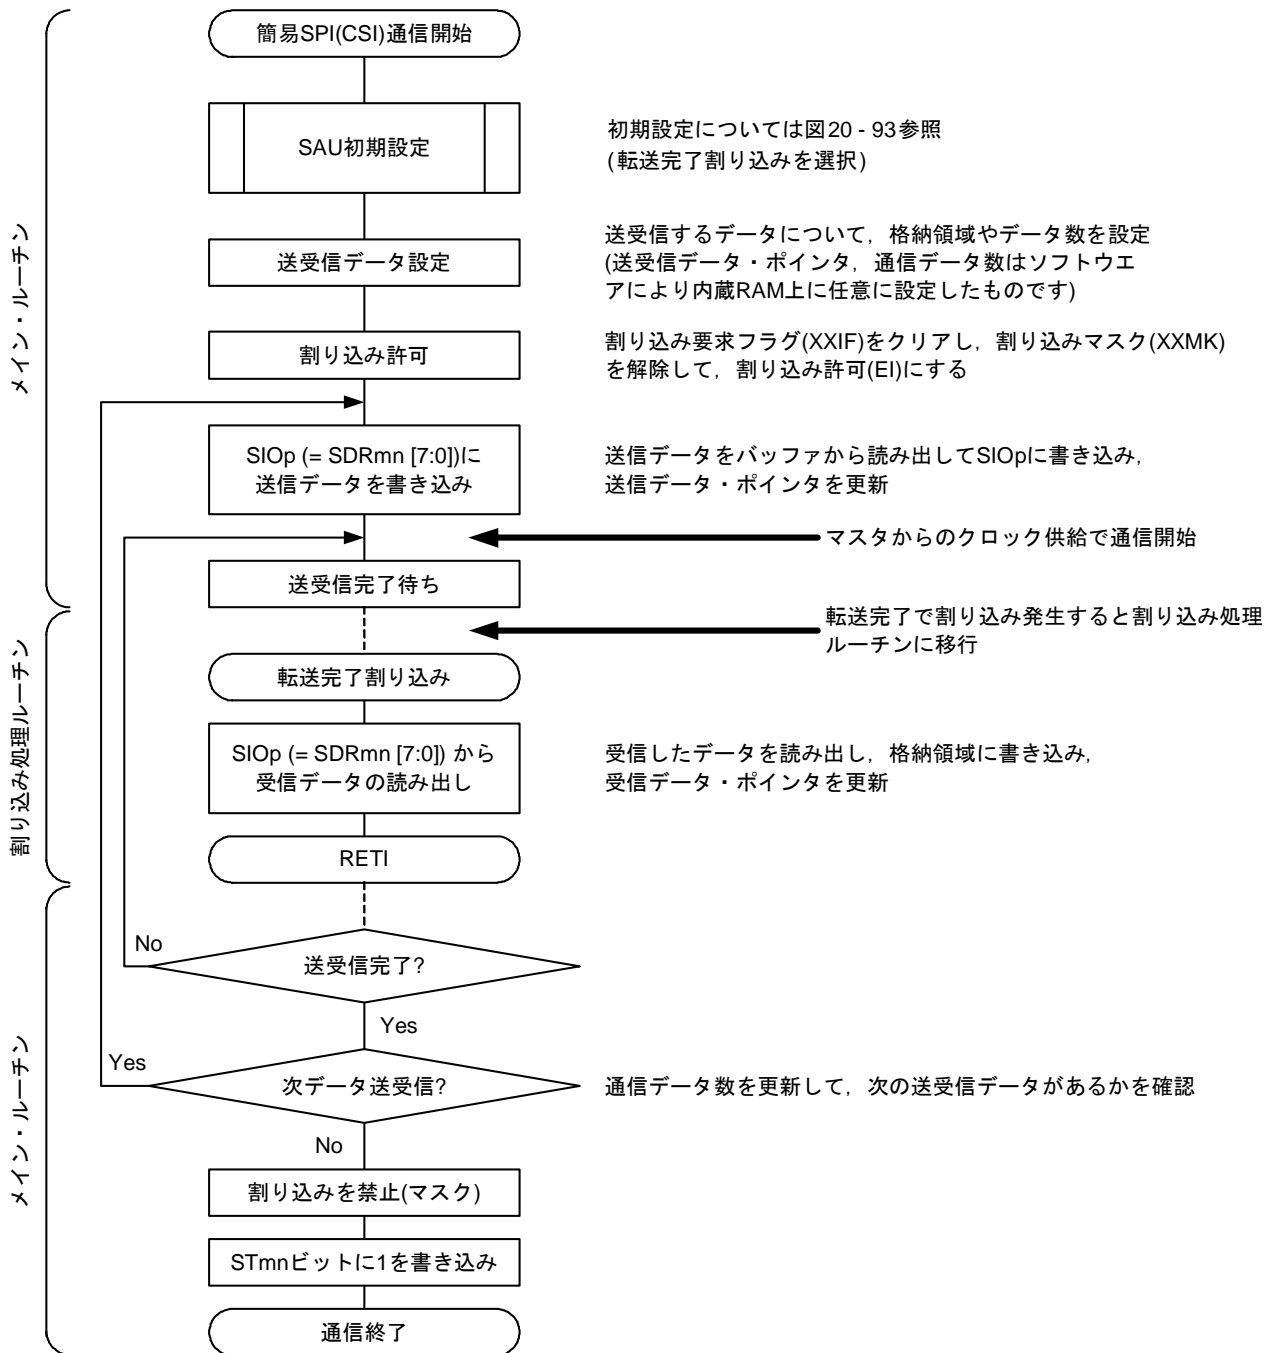 簡易SPI(CSI)通信開始
SAU初期設定
初期設定については図20 - 93参照
(転送完了割り込みを選択)
メイン・ルーチン
送受信データ設定
送受信するデータについて，格納領域やデータ数を設定
(送受信データ・ポインタ，通信データ数はソフトウエ
アにより内蔵RAM上に任意に設定したものです)
割り込み許可
割り込み要求フラグ(XXIF)をクリアし，割り込みマスク(XXMK)
を解除して，割り込み許可(EI)にする
SIOp (= SDRmn [7:0])に
送信データを書き込み
送信データをバッファから読み出してSIOpに書き込み，
送信データ・ポインタを更新
マスタからのクロック供給で通信開始
送受信完了待ち
転送完了で割り込み発生すると割り込み処理
ルーチンに移行
割り込み処理ルーチン
転送完了割り込み
SIOp (= SDRmn [7:0]) から
受信データの読み出し
受信したデータを読み出し，格納領域に書き込み，
受信データ・ポインタを更新
RETI
No
送受信完了?
Yes
メイン・ルーチン
Yes
次データ送受信?
通信データ数を更新して，次の送受信データがあるかを確認
No
割り込みを禁止(マスク)
STmnビットに1を書き込み
通信終了